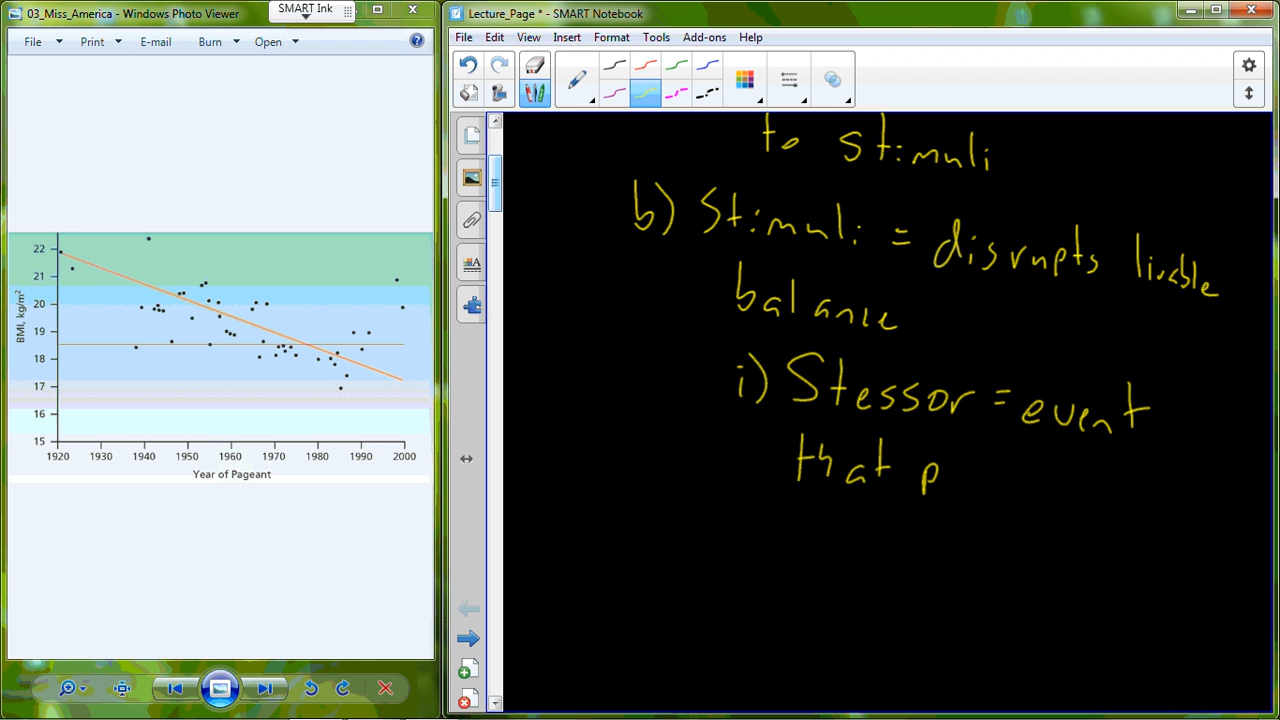 03_Miss_America - Windows Photo Viewer
SMART Ink
File Print E-mail Burn Open
BMI, kg/m²
22
21
20
19
18
17
16
15
1920 1930 1940 1950 1960 1970 1980 1990 2000
Year of Pageant
Lecture_Page * - SMART Notebook
File Edit View Insert Format Tools Add-ons Help
to stimuli
b) Stimuli = disrupts livable
balance
i) Stessor = event
that p